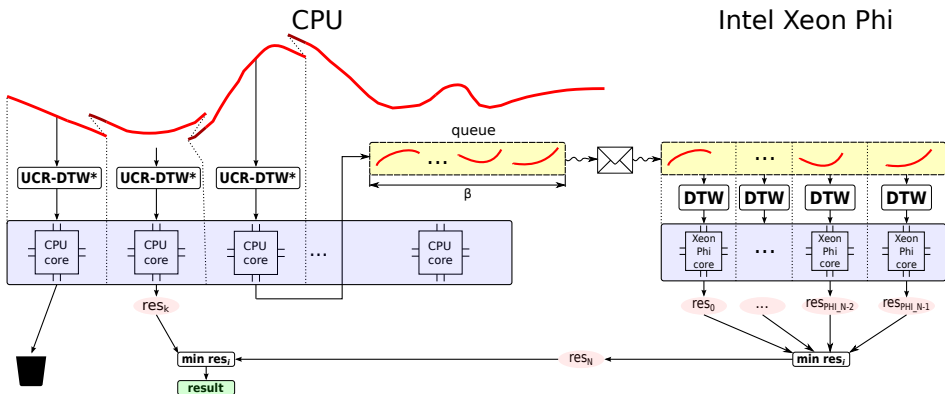 CPU
Intel Xeon Phi
queue
...
...
β
UCR-DTW*
UCR-DTW*
UCR-DTW*
DTW
DTW
DTW
DTW
CPU
core
CPU
core
CPU
core
...
CPU
core
Xeon
Phi
core
...
Xeon
Phi
core
Xeon
Phi
core
res_k
res_0
...
res_PHI_N-2
res_PHI_N-1
min res_i
res_N
min res_i
result